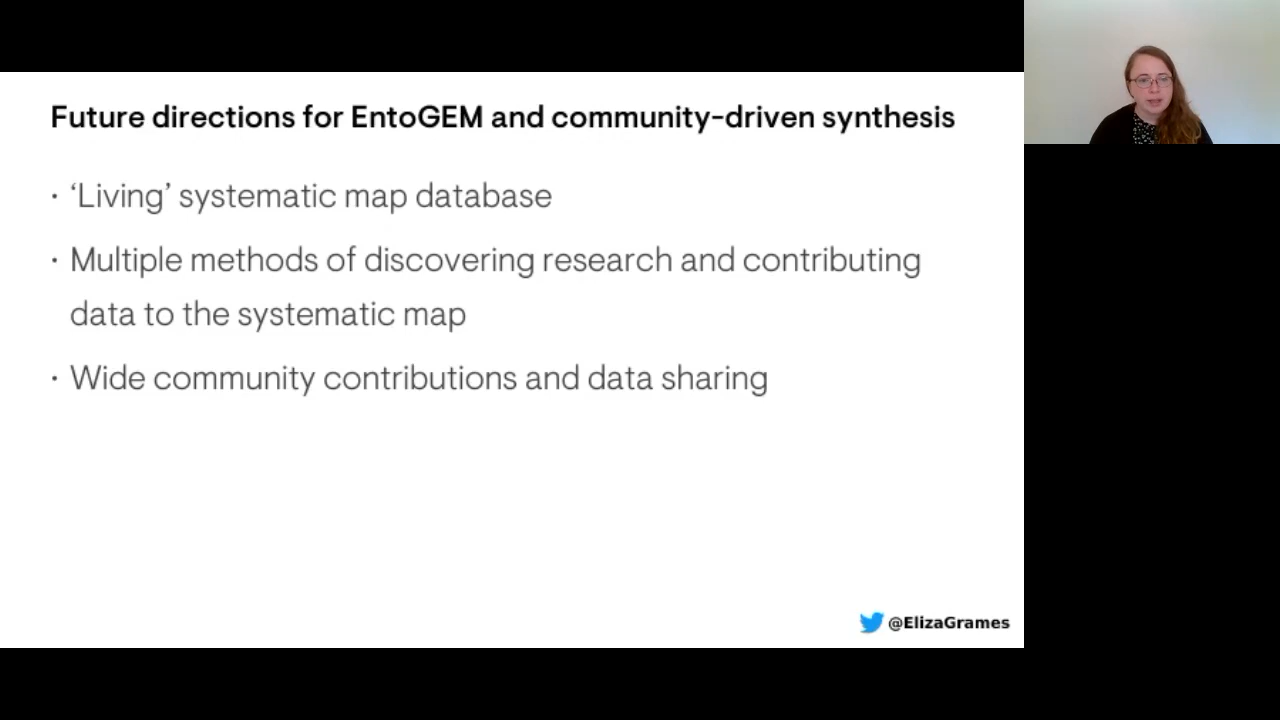 Future directions for EntoGEM and community-driven synthesis
· ‘Living’ systematic map database
· Multiple methods of discovering research and contributing
data to the systematic map
· Wide community contributions and data sharing
@ElizaGrames